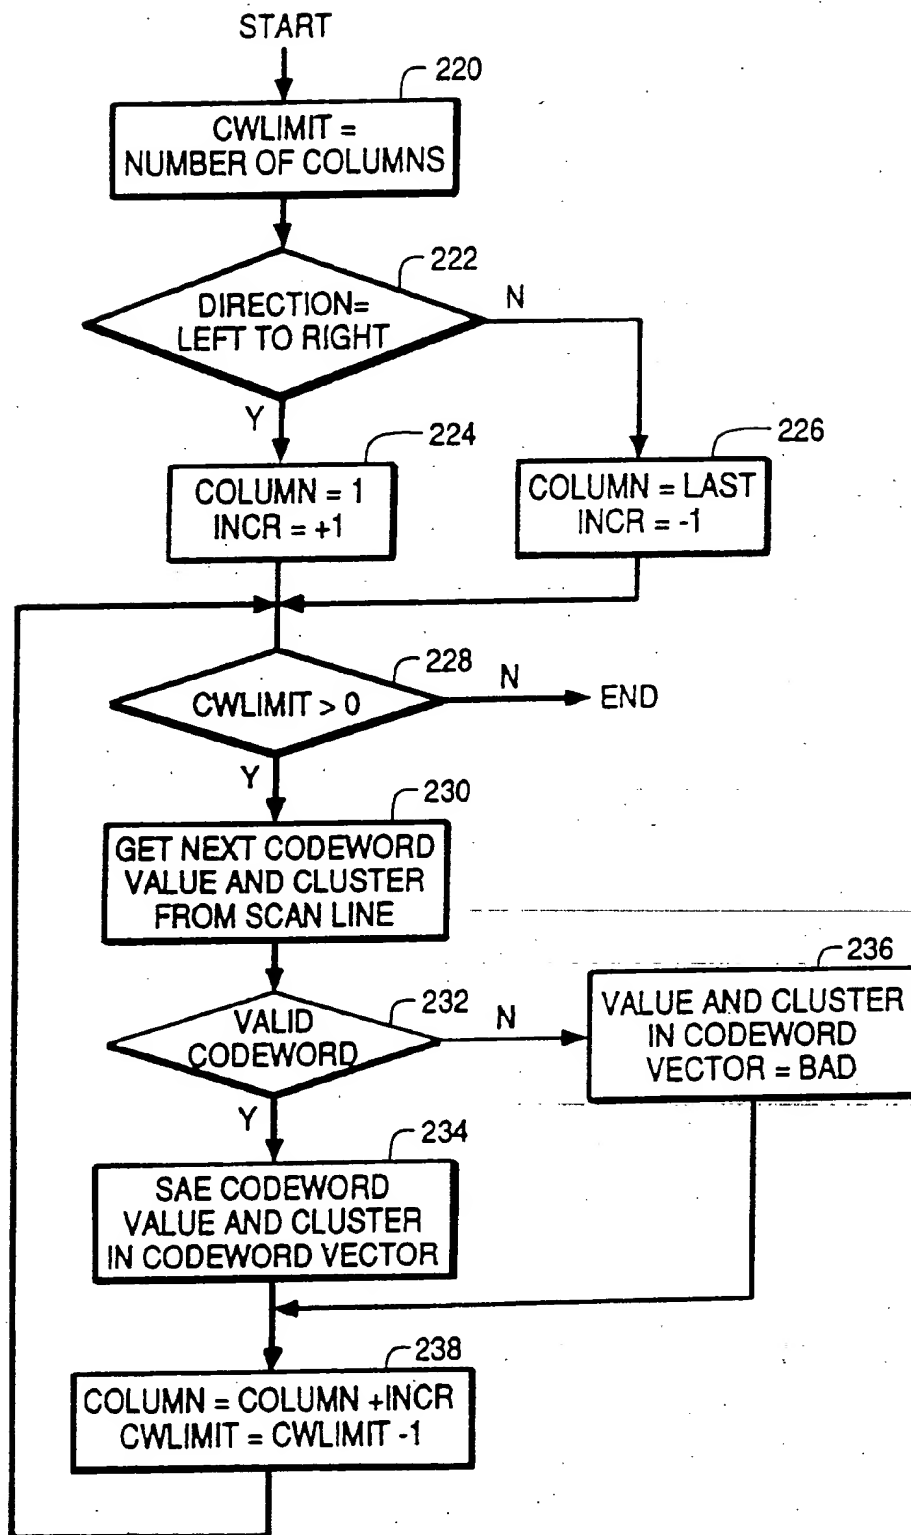 START
220
CWLIMIT =
NUMBER OF COLUMNS
222
DIRECTION=
LEFT TO RIGHT
N
Y
224
COLUMN = 1
INCR = +1
226
COLUMN = LAST
INCR = -1
228
CWLIMIT > 0
N
END
Y
230
GET NEXT CODEWORD
VALUE AND CLUSTER
FROM SCAN LINE
232
VALID
CODEWORD
N
236
VALUE AND CLUSTER
IN CODEWORD
VECTOR = BAD
Y
234
SAE CODEWORD
VALUE AND CLUSTER
IN CODEWORD VECTOR
238
COLUMN = COLUMN +INCR
CWLIMIT = CWLIMIT -1